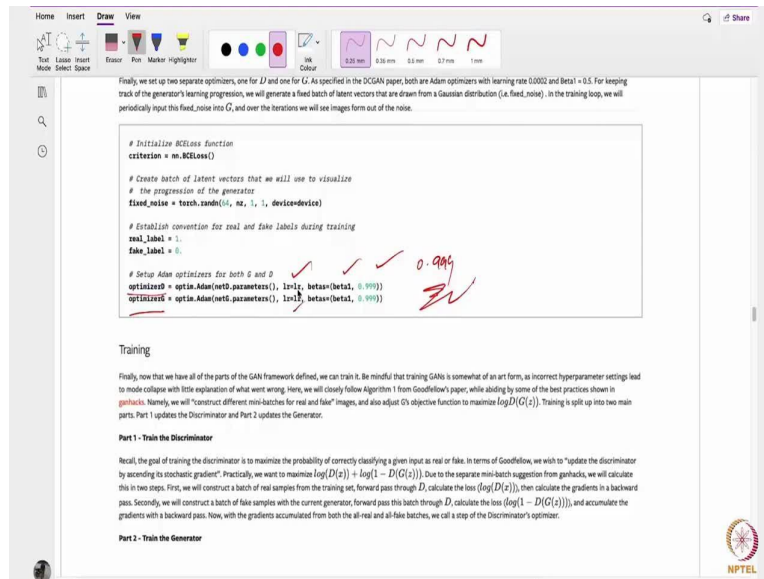 Home Insert Draw View
Share
Text Mode
Lasso Select
Insert Space
Eraser
Pen
Marker
Highlighter
Ink Colour
0.25 mm
0.35 mm
0.5 mm
0.7 mm
1 mm
Finally, we set up two separate optimizers, one for D and one for G. As specified in the DCGAN paper, both are Adam optimizers with learning rate 0.0002 and Beta1 = 0.5. For keeping
track of the generator's learning progression, we will generate a fixed batch of latent vectors that are drawn from a Gaussian distribution (i.e. fixed_noise) . In the training loop, we will
periodically input this fixed_noise into G, and over the iterations we will see images form out of the noise.
# Initialize BCELoss function
criterion = nn.BCELoss()
# Create batch of latent vectors that we will use to visualize
# the progression of the generator
fixed_noise = torch.randn(64, nz, 1, 1, device=device)
# Establish convention for real and fake labels during training
real_label = 1.
fake_label = 0.
# Setup Adam optimizers for both G and D
0.999
optimizerD = optim.Adam(netD.parameters(), lr=lr, betas=(beta1, 0.999))
optimizerG = optim.Adam(netG.parameters(), lr=lr, betas=(beta1, 0.999))
Training
Finally, now that we have all of the parts of the GAN framework defined, we can train it. Be mindful that training GANs is somewhat of an art form, as incorrect hyperparameter settings lead
to mode collapse with little explanation of what went wrong. Here, we will closely follow Algorithm 1 from Goodfellow's paper, while abiding by some of the best practices shown in
ganhacks. Namely, we will "construct different mini-batches for real and fake" images, and also adjust G's objective function to maximize logD(G(z)). Training is split up into two main
parts. Part 1 updates the Discriminator and Part 2 updates the Generator.
Part 1 - Train the Discriminator
Recall, the goal of training the discriminator is to maximize the probability of correctly classifying a given input as real or fake. In terms of Goodfellow, we wish to "update the discriminator
by ascending its stochastic gradient". Practically, we want to maximize log(D(x)) + log(1 − D(G(z))). Due to the separate mini-batch suggestion from ganhacks, we will calculate
this in two steps. First, we will construct a batch of real samples from the training set, forward pass through D, calculate the loss (log(D(x))), then calculate the gradients in a backward
pass. Secondly, we will construct a batch of fake samples with the current generator, forward pass this batch through D, calculate the loss (log(1 − D(G(z)))), and accumulate the
gradients with a backward pass. Now, with the gradients accumulated from both the all-real and all-fake batches, we call a step of the Discriminator's optimizer.
Part 2 - Train the Generator
NPTEL